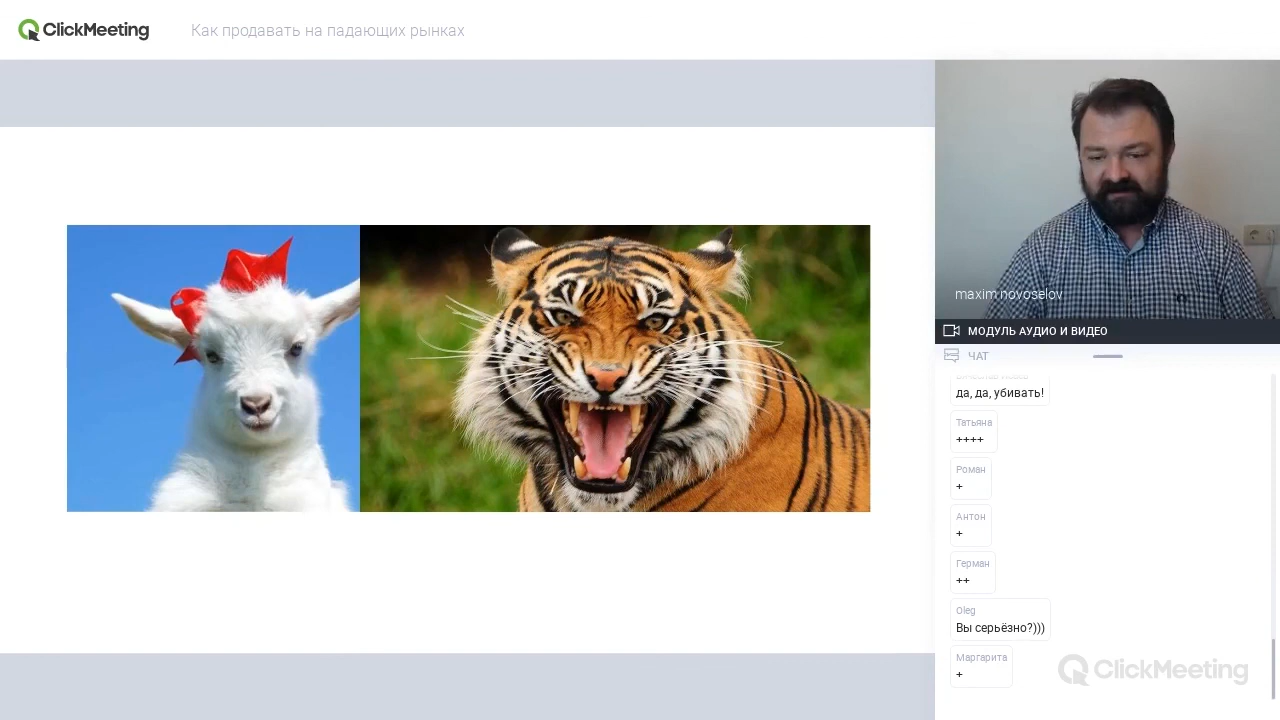 ClickMeeting
Как продавать на падающих рынках
maxim novoselov
МОДУЛЬ АУДИО И ВИДЕО
ЧАТ
да, да, убивать!
Татьяна
++++
Роман
+
Антон
+
Герман
++
Oleg
Вы серьёзно?)))
Маргарита
+
ClickMeeting